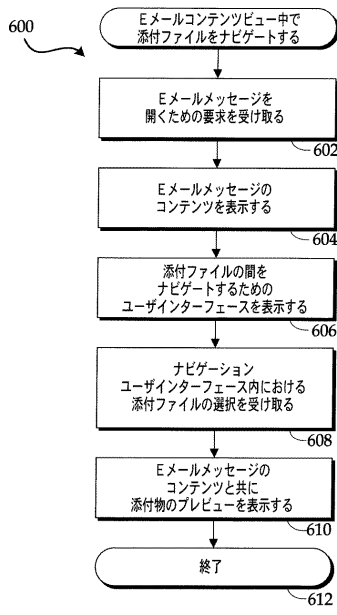 600
Eメールコンテンツビュー中で
添付ファイルをナビゲートする
Eメールメッセージを
開くための要求を受け取る
602
Eメールメッセージの
コンテンツを表示する
604
添付ファイルの間を
ナビゲートするための
ユーザインターフェースを表示する
606
ナビゲーション
ユーザインターフェース内における
添付ファイルの選択を受け取る
608
Eメールメッセージの
コンテンツと共に
添付物のプレビューを表示する
610
終了
612